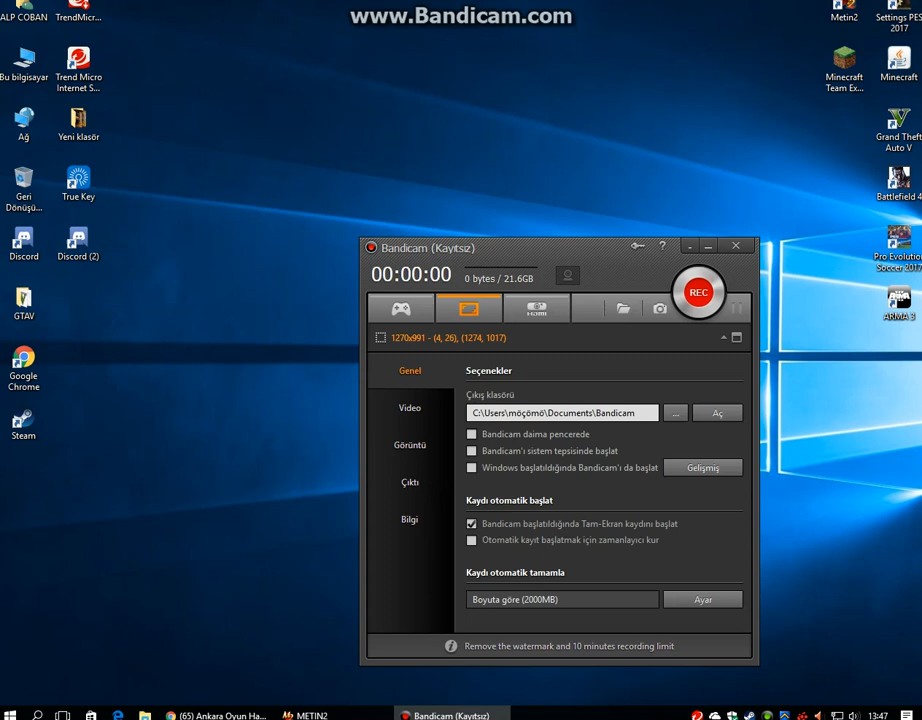 www.Bandicam.com
ALP COBAN
TrendMicr...
Metin2
Settings PES
2017
Bu bilgisayar
Trend Micro
Internet S...
Minecraft
Team Ex...
Minecraft
Ağ
Yeni klasör
Grand Theft
Auto V
Geri
Dönüşü...
True Key
Battlefield 4
Discord
Discord (2)
Pro Evolution
Soccer 2017
GTAV
ARMA 3
Google
Chrome
Steam
Bandicam (Kayıtsız)
?
00:00:00
0 bytes / 21.6GB
REC
HDMI
1270x991 - (4, 26), (1274, 1017)
Genel
Video
Görüntü
Çıktı
Bilgi
Seçenekler
Çıkış klasörü
C:\Users\möçömö\Documents\Bandicam
...
Aç
Bandicam daima pencerede
Bandicam'ı sistem tepsisinde başlat
Windows başlatıldığında Bandicam'ı da başlat
Gelişmiş
Kaydı otomatik başlat
Bandicam başlatıldığında Tam-Ekran kaydını başlat
Otomatik kayıt başlatmak için zamanlayıcı kur
Kaydı otomatik tamamla
Boyuta göre (2000MB)
Ayar
Remove the watermark and 10 minutes recording limit
(65) Ankara Oyun Ha...
METIN2
Bandicam (Kayıtsız)
13:47